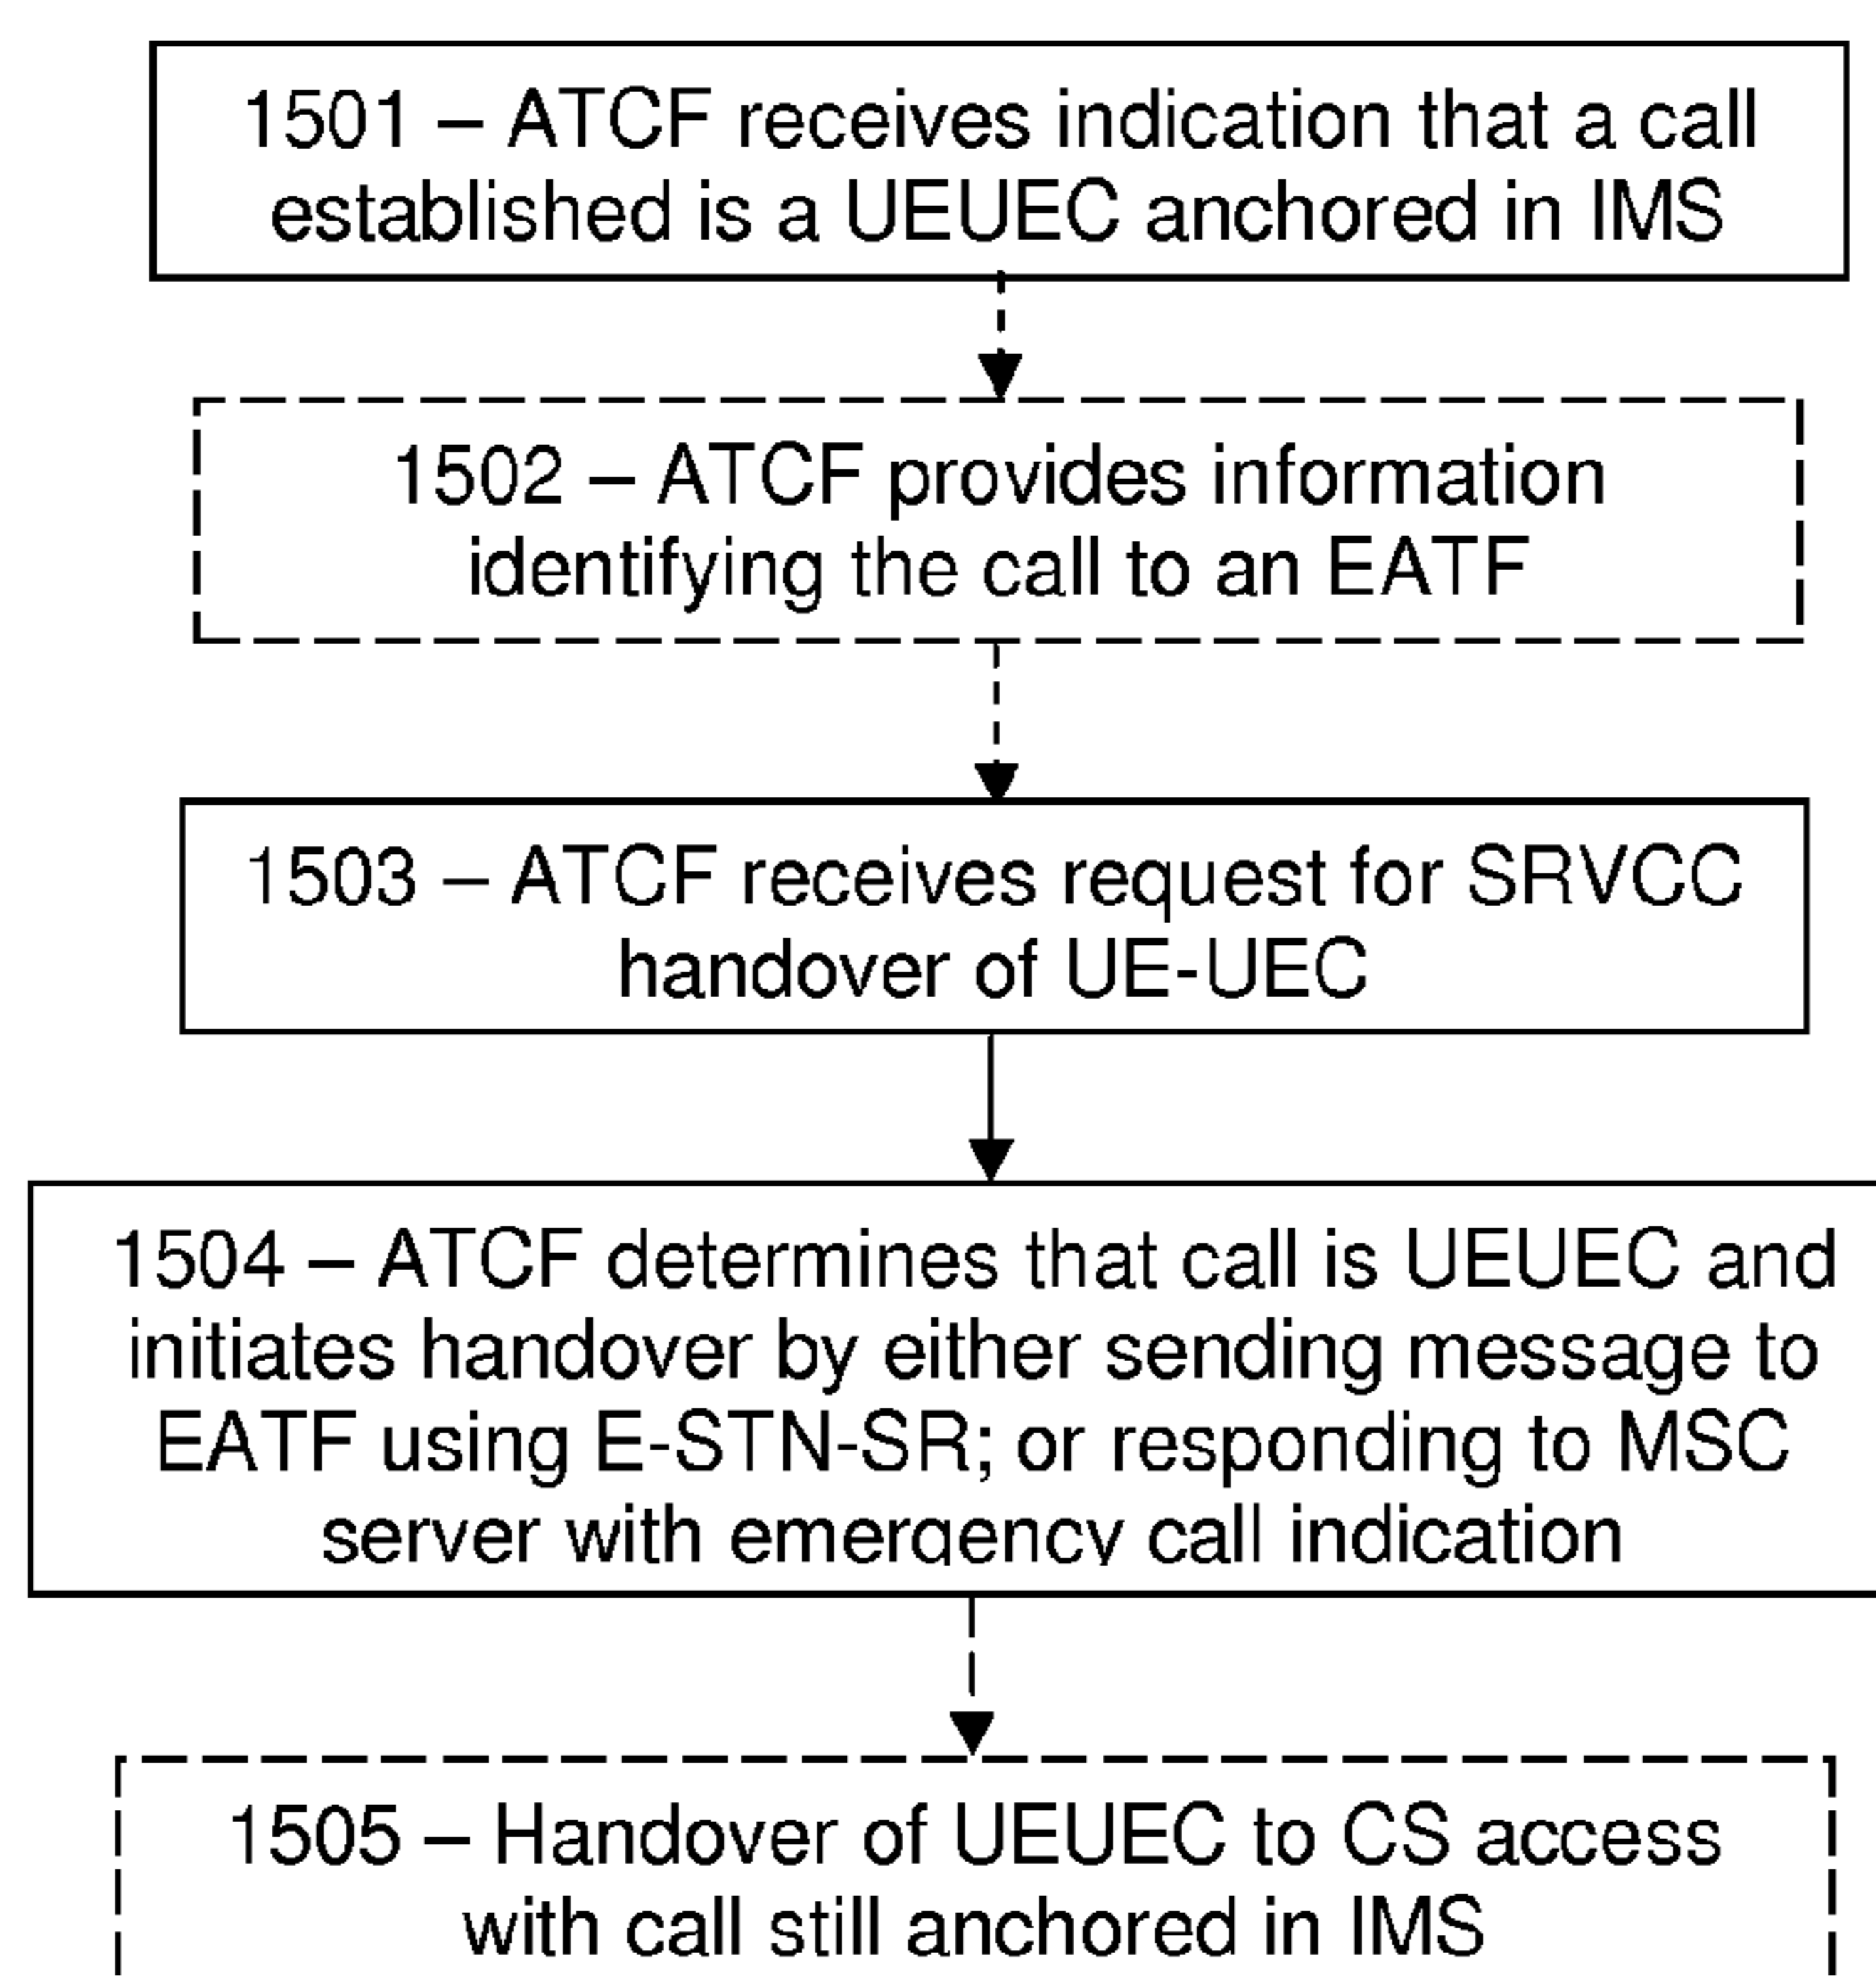 1501 – ATCF receives indication that a call
established is a UEUEC anchored in IMS
1502 – ATCF provides information
identifying the call to an EATF
1503 – ATCF receives request for SRVCC
handover of UE-UEC
1504 – ATCF determines that call is UEUEC and
initiates handover by either sending message to
EATF using E-STN-SR; or responding to MSC
server with emergency call indication
1505 – Handover of UEUEC to CS access
with call still anchored in IMS